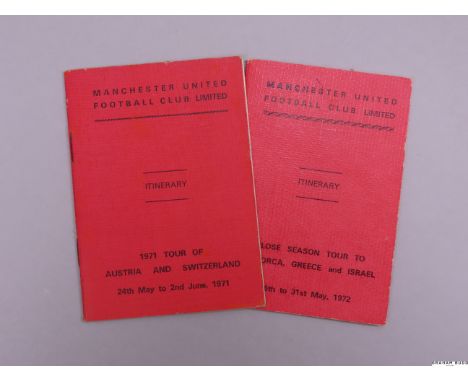 MANCHESTER UNITED
FOOTBALL CLUB LIMITED
ITINERARY
1971 TOUR OF
AUSTRIA AND SWITZERLAND
24th May to 2nd June, 1971
MANCHESTER UNITED
FOOTBALL CLUB LIMITED
ITINERARY
LOSE SEASON TOUR TO
ORCA, GREECE and ISRAEL
th to 31st May, 1972